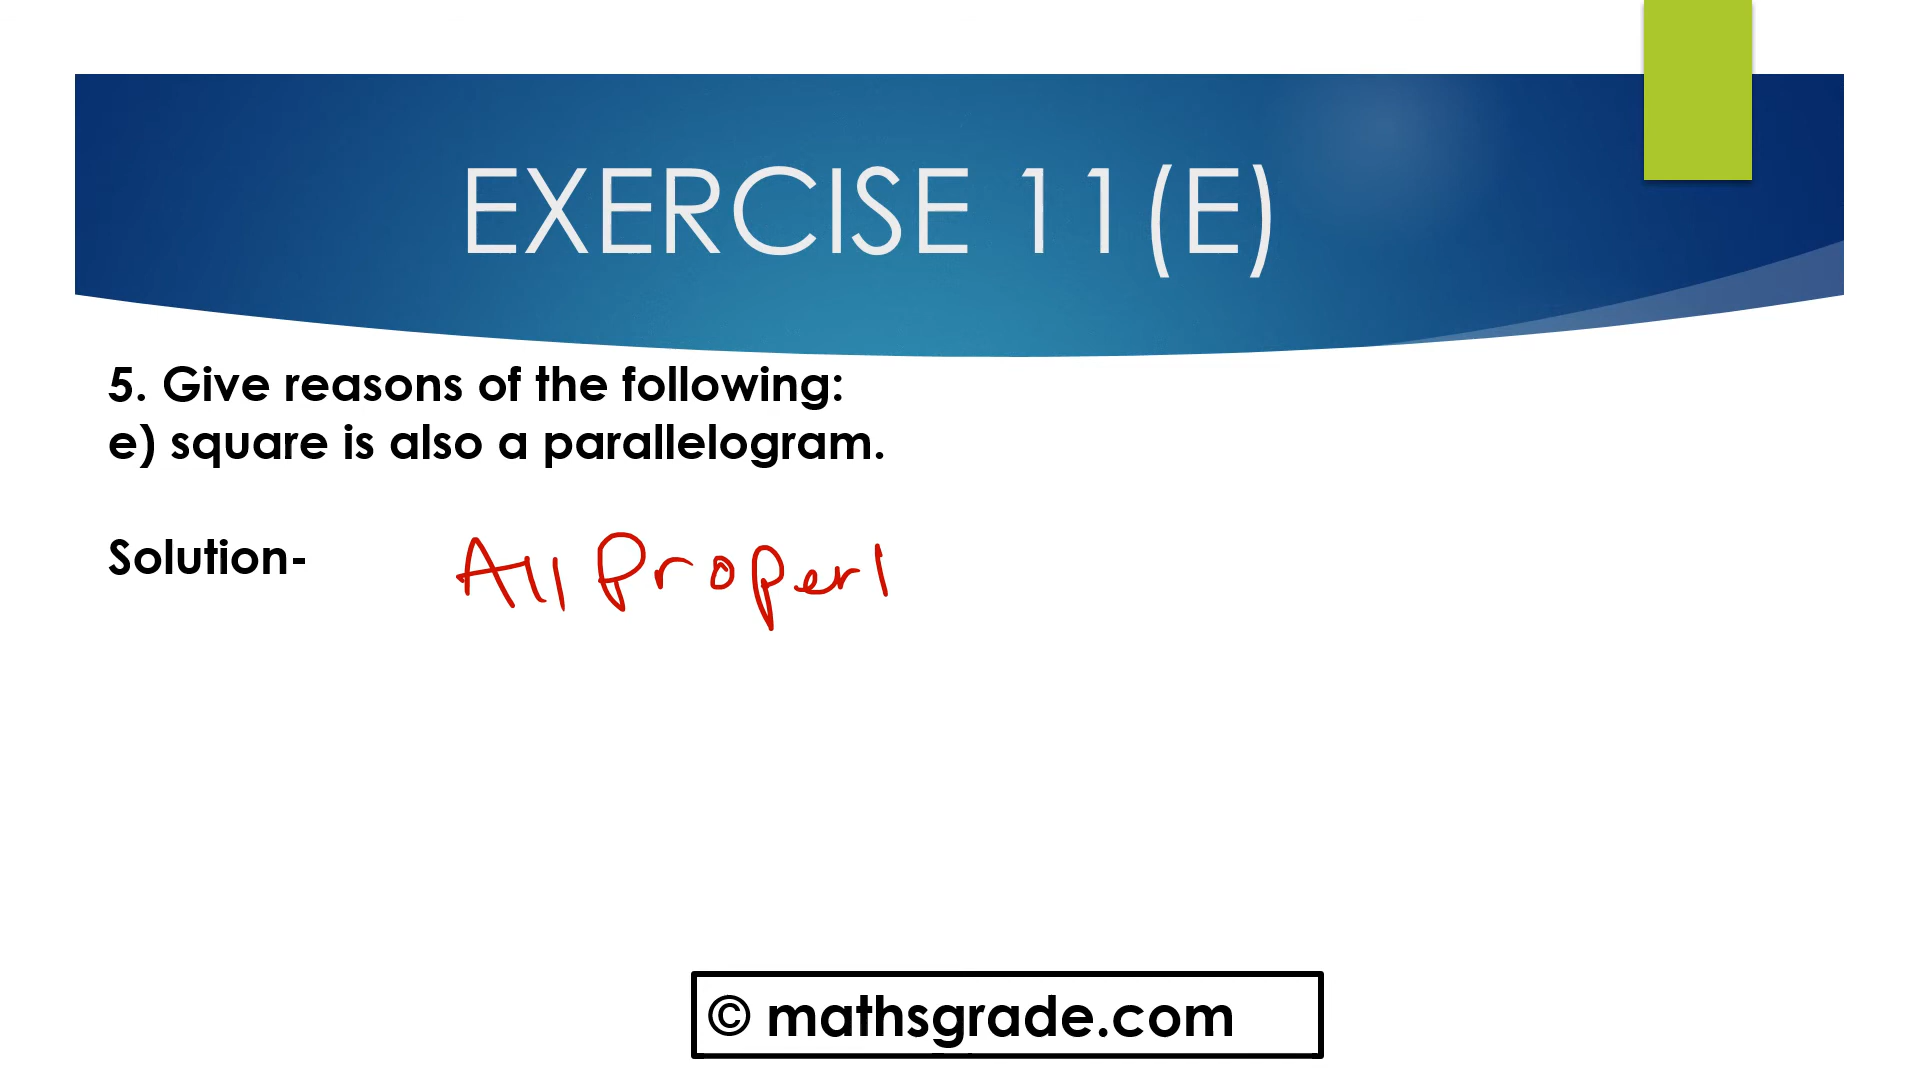 EXERCISE 11(E)
5. Give reasons of the following:
e) square is also a parallelogram.
Solution- All Properl
© mathsgrade.com